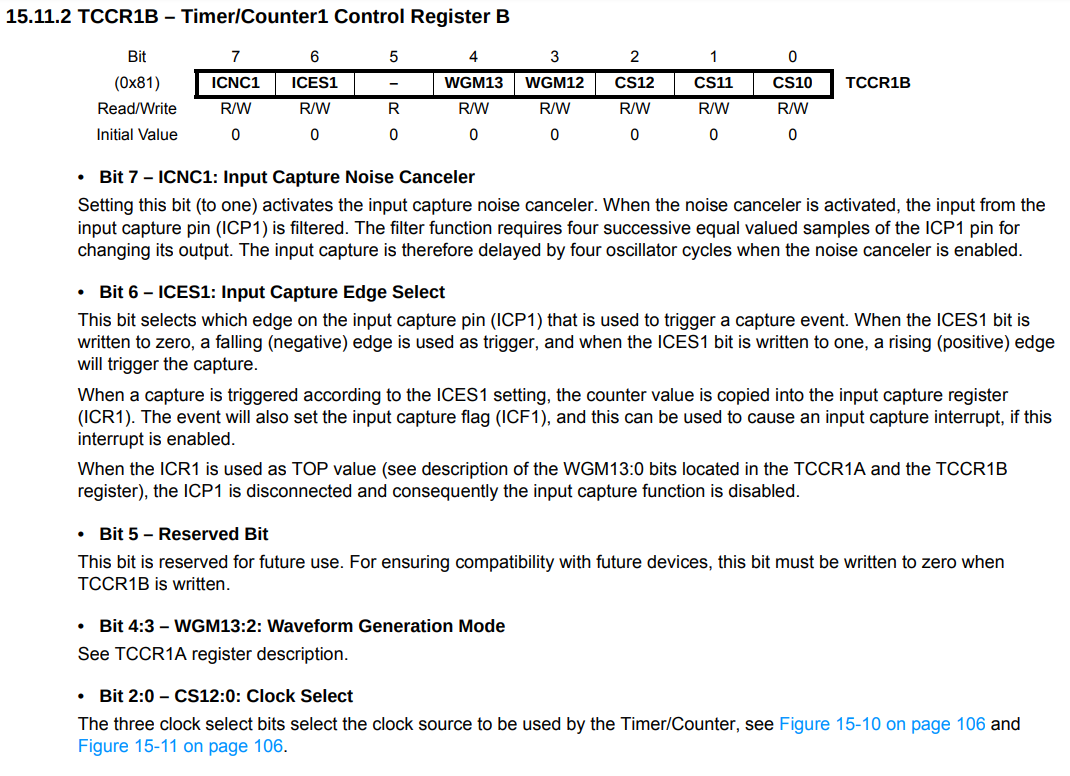 15.11.2 TCCR1B – Timer/Counter1 Control Register B
Bit 7 6 5 4 3 2 1 0
(0x81) ICNC1 ICES1 – WGM13 WGM12 CS12 CS11 CS10 TCCR1B
Read/Write R/W R/W R R/W R/W R/W R/W R/W
Initial Value 0 0 0 0 0 0 0 0
• Bit 7 – ICNC1: Input Capture Noise Canceler
Setting this bit (to one) activates the input capture noise canceler. When the noise canceler is activated, the input from the
input capture pin (ICP1) is filtered. The filter function requires four successive equal valued samples of the ICP1 pin for
changing its output. The input capture is therefore delayed by four oscillator cycles when the noise canceler is enabled.
• Bit 6 – ICES1: Input Capture Edge Select
This bit selects which edge on the input capture pin (ICP1) that is used to trigger a capture event. When the ICES1 bit is
written to zero, a falling (negative) edge is used as trigger, and when the ICES1 bit is written to one, a rising (positive) edge
will trigger the capture.
When a capture is triggered according to the ICES1 setting, the counter value is copied into the input capture register
(ICR1). The event will also set the input capture flag (ICF1), and this can be used to cause an input capture interrupt, if this
interrupt is enabled.
When the ICR1 is used as TOP value (see description of the WGM13:0 bits located in the TCCR1A and the TCCR1B
register), the ICP1 is disconnected and consequently the input capture function is disabled.
• Bit 5 – Reserved Bit
This bit is reserved for future use. For ensuring compatibility with future devices, this bit must be written to zero when
TCCR1B is written.
• Bit 4:3 – WGM13:2: Waveform Generation Mode
See TCCR1A register description.
• Bit 2:0 – CS12:0: Clock Select
The three clock select bits select the clock source to be used by the Timer/Counter, see Figure 15-10 on page 106 and
Figure 15-11 on page 106.